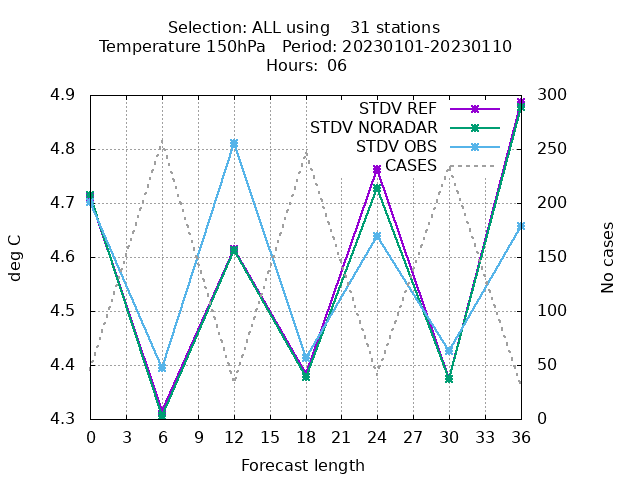 Selection: ALL using    31 stations
Temperature 150hPa   Period: 20230101-20230110
Hours: 06
4.9
4.8
4.7
4.6
4.5
4.4
4.3
deg C
STDV REF
STDV NORADAR
STDV OBS
CASES
300
250
200
150
100
50
0
No cases
0 3 6 9 12 15 18 21 24 27 30 33 36
Forecast length